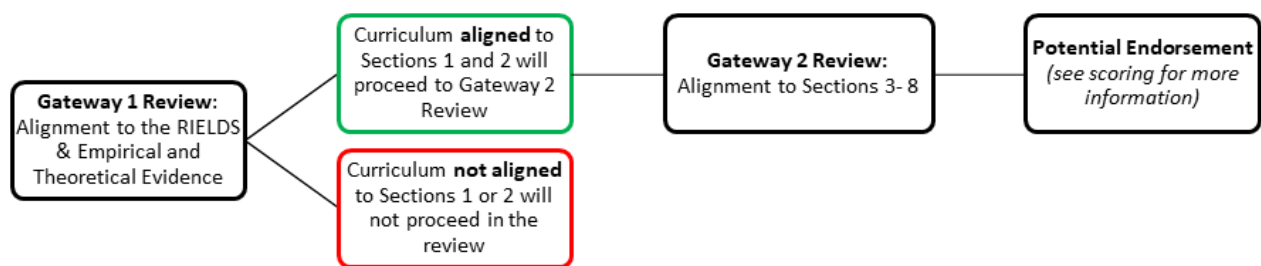 Gateway 1 Review:
Alignment to the RIELDS
& Empirical and
Theoretical Evidence
Curriculum aligned to
Sections 1 and 2 will
proceed to Gateway 2
Review
Curriculum not aligned
to Sections 1 or 2 will
not proceed in the
review
Gateway 2 Review:
Alignment to Sections 3- 8
Potential Endorsement
(see scoring for more
information)